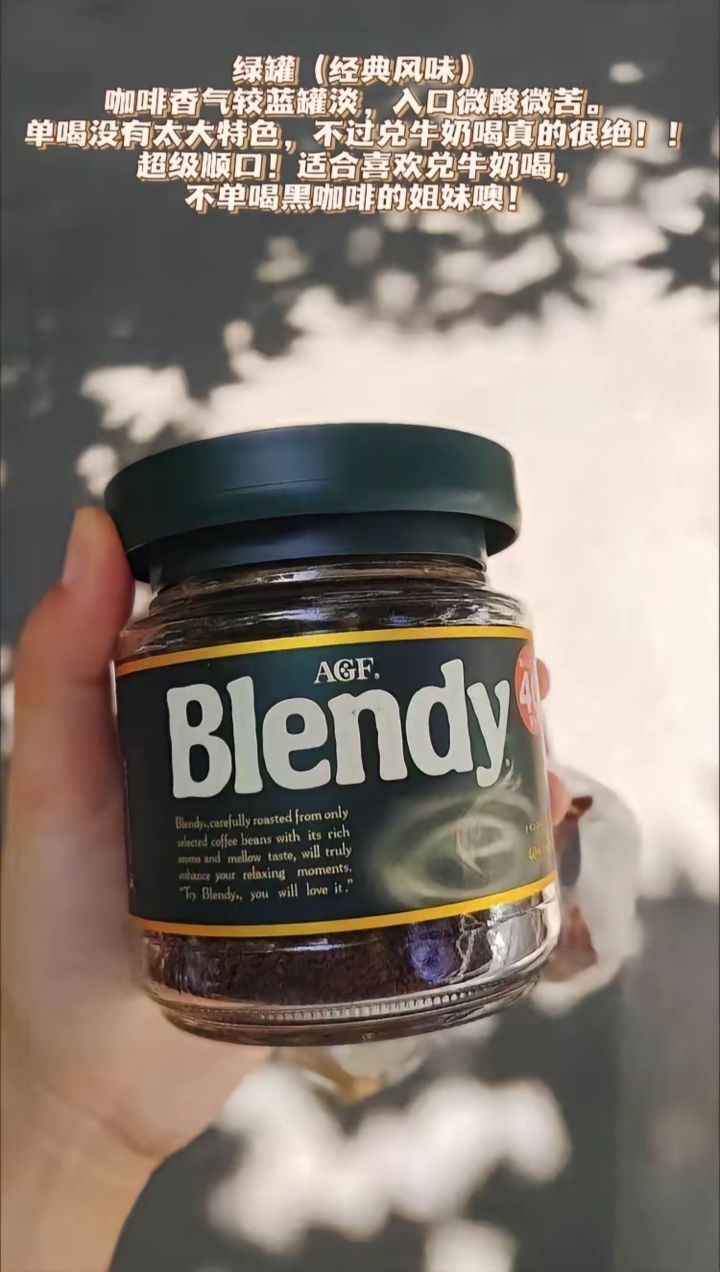 绿罐（经典风味）
咖啡香气较蓝罐淡，入口微酸微苦。
单喝没有太大特色，不过兑牛奶喝真的很绝！！
超级顺口！适合喜欢兑牛奶喝，
不单喝黑咖啡的姐妹噢！
AGF®
Blendy®
Blendy®, carefully roasted from only
selected coffee beans with its rich
aroma and mellow taste, will truly
enhance your relaxing moments.
"Try Blendy®, you will love it."